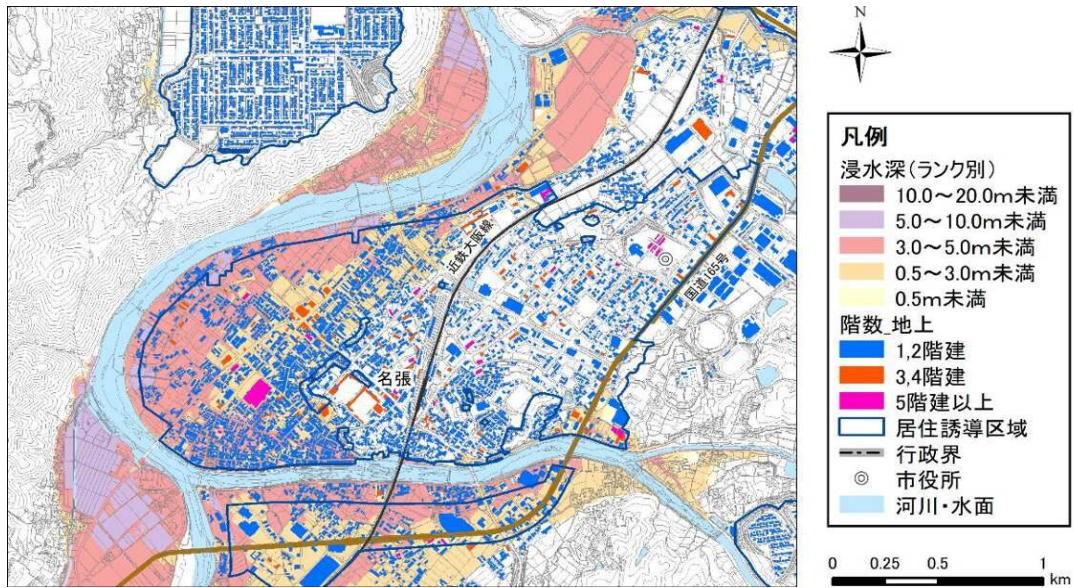 N
凡例
浸水深(ランク別)
10.0～20.0m未満
5.0～10.0m未満
3.0～5.0m未満
0.5～3.0m未満
0.5m未満
階数_地上
1,2階建
3,4階建
5階建以上
居住誘導区域
行政界
市役所
河川・水面
近鉄大阪線
国道165号
名張
0 0.25 0.5 1
km